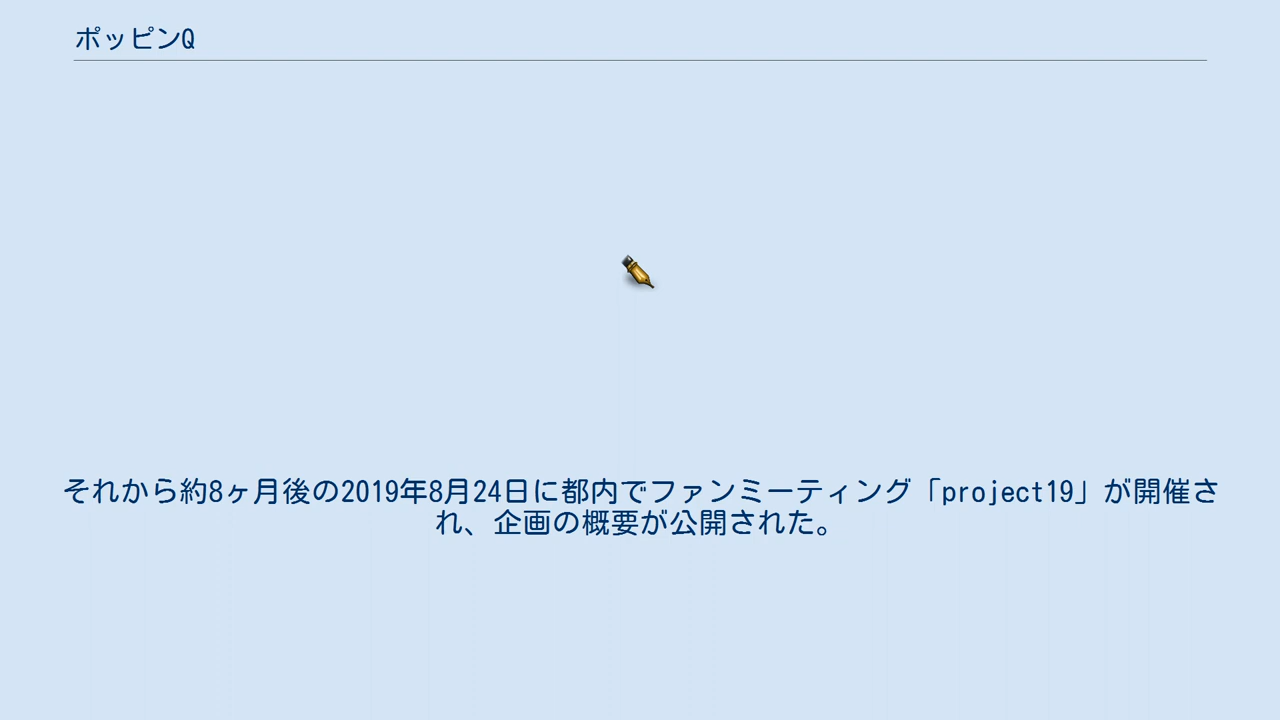 ポッピンQ
それから約8ヶ月後の2019年8月24日に都内でファンミーティング「project19」が開催さ
れ、企画の概要が公開された。